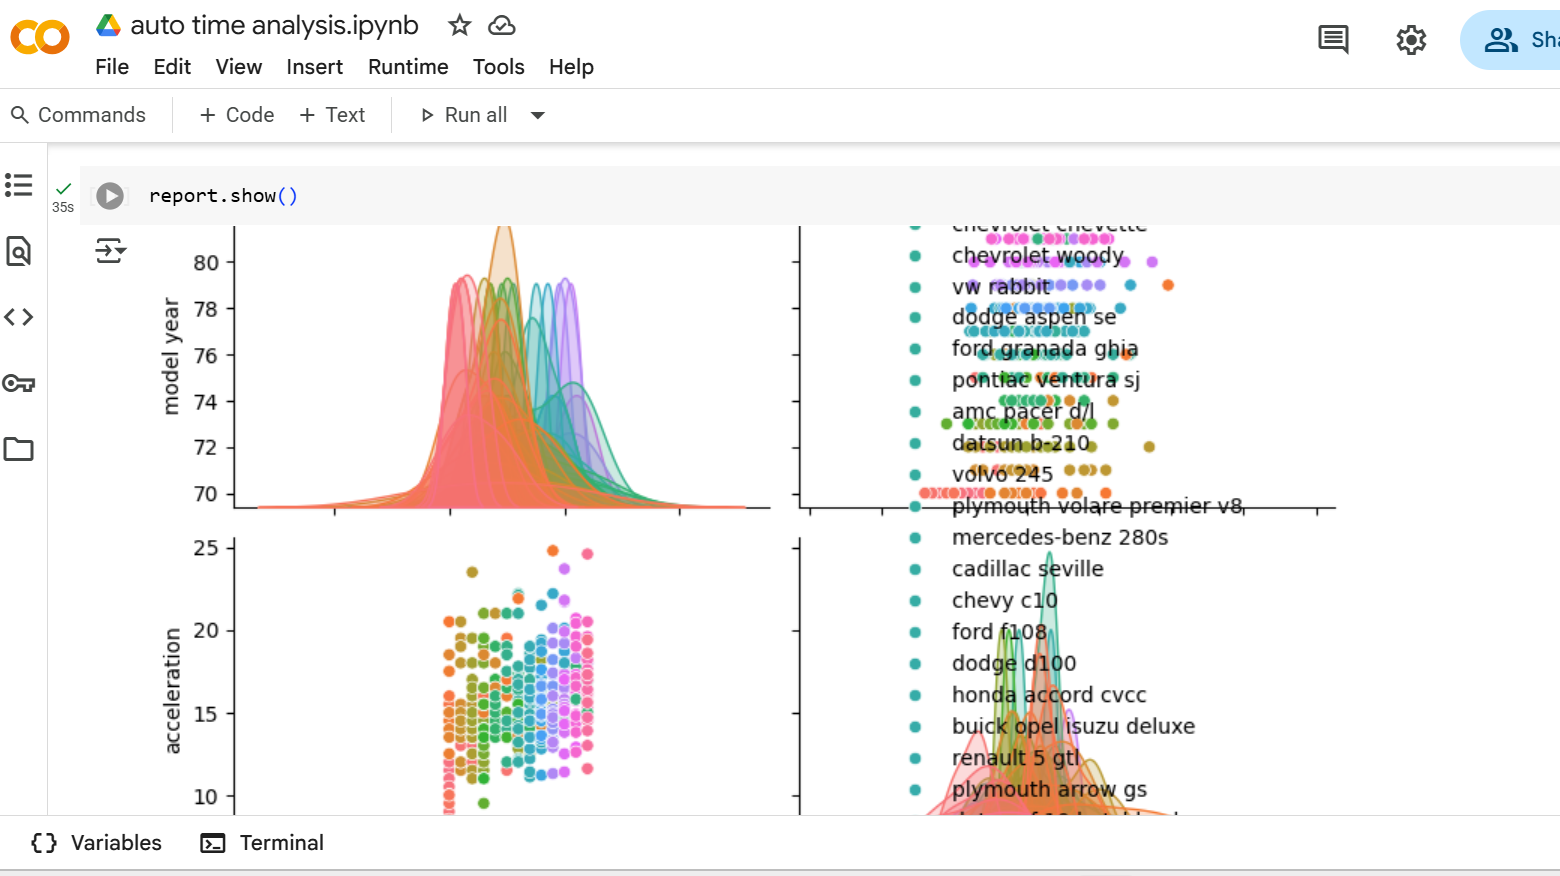 auto time analysis.ipynb
File Edit View Insert Runtime Tools Help
Sha
Commands + Code + Text Run all
35s
report.show()
model year
80
78
76
74
72
70
chevrolet chevette
chevrolet woody
vw rabbit
dodge aspen se
ford granada ghia
pontiac ventura sj
amc pacer d/l
datsun b-210
volvo 245
plymouth volare premier v8
mercedes-benz 280s
cadillac seville
chevy c10
ford f108
dodge d100
honda accord cvcc
buick opel isuzu deluxe
renault 5 gtl
plymouth arrow gs
acceleration
25
20
15
10
Variables Terminal